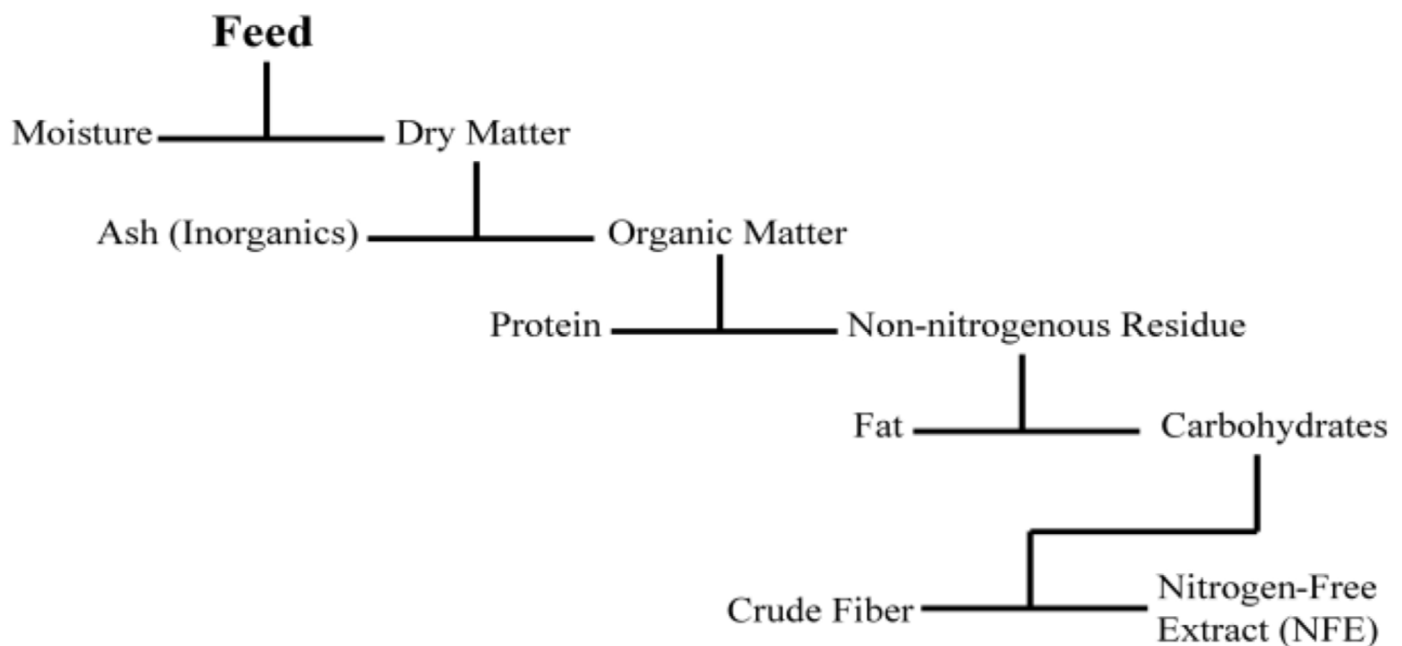 Feed
Moisture Dry Matter
Ash (Inorganics) Organic Matter
Protein Non-nitrogenous Residue
Fat Carbohydrates
Crude Fiber Nitrogen-Free
Extract (NFE)